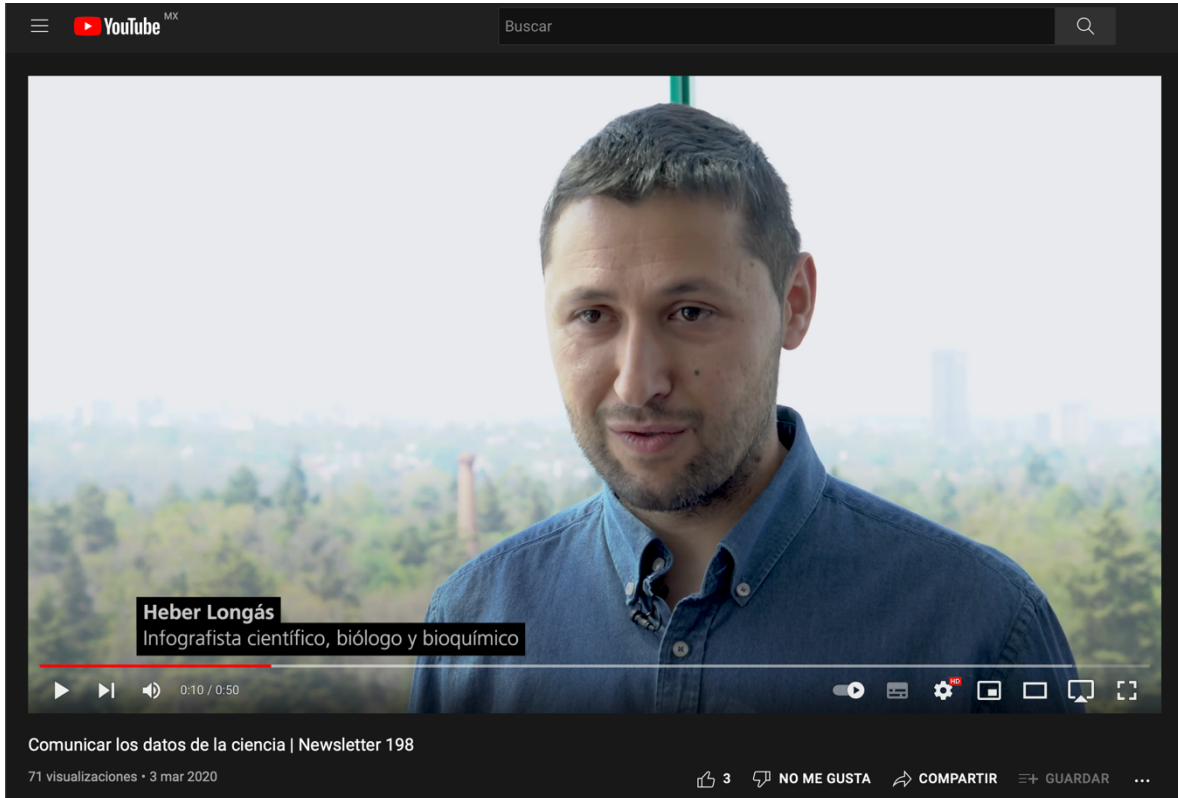 YouTube MX
Buscar
Heber Longás
Infografista científico, biólogo y bioquímico
0:10 / 0:50
HD
Comunicar los datos de la ciencia | Newsletter 198
71 visualizaciones • 3 mar 2020
3 NO ME GUSTA COMPARTIR GUARDAR